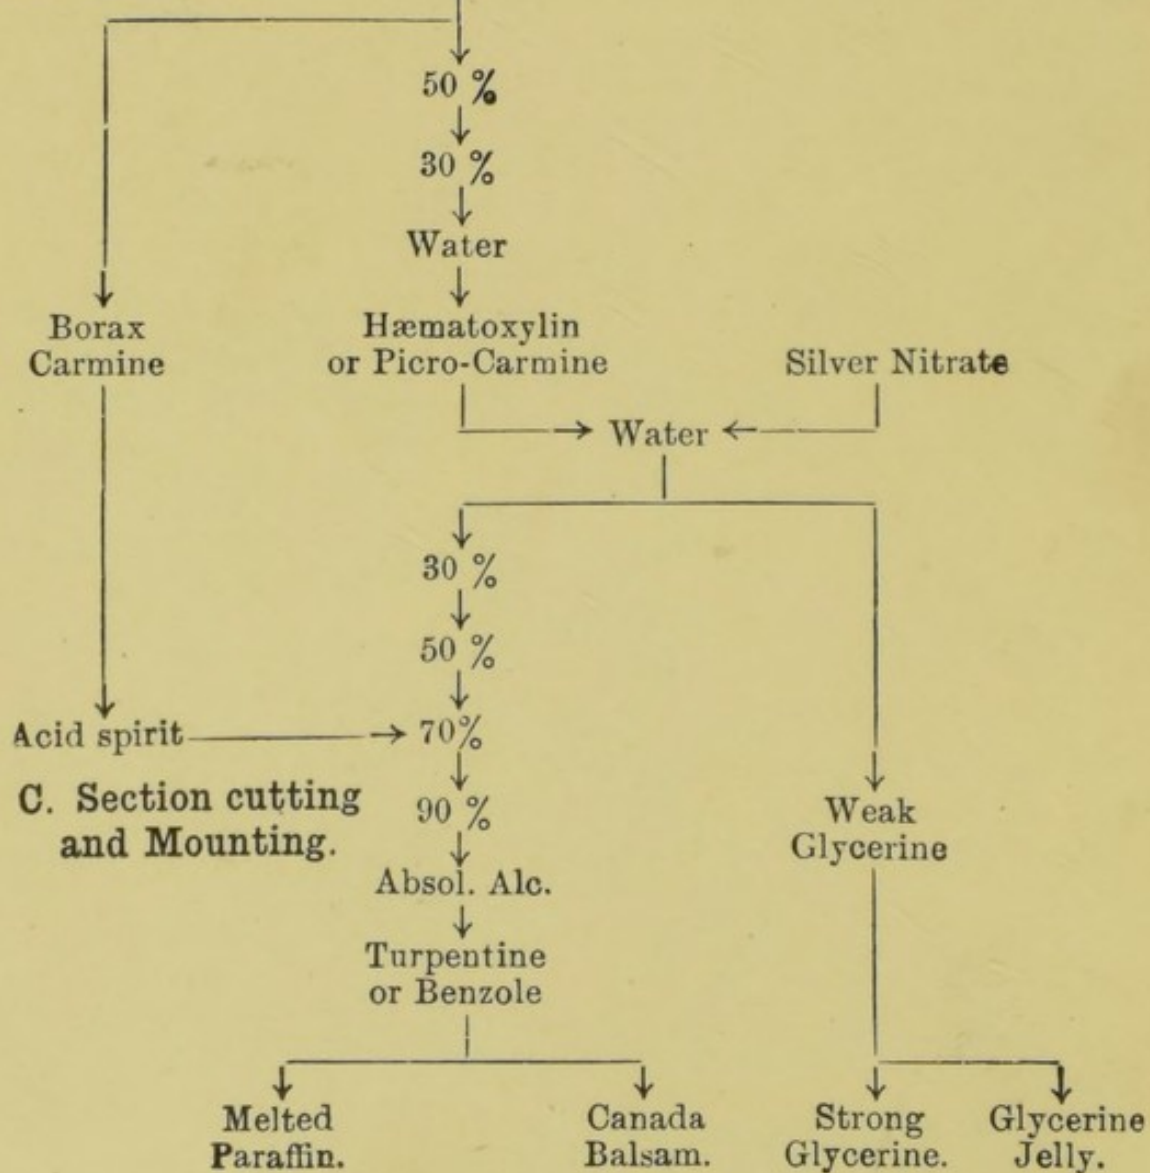 50 %
30 %
Water
Borax
Carmine
Hæmatoxylin
or Picro-Carmine
Silver Nitrate
Water
30 %
50 %
Acid spirit
70%
C. Section cutting
and Mounting.
90 %
Weak
Glycerine
Absol. Alc.
Turpentine
or Benzole
Melted
Paraffin.
Canada
Balsam.
Strong
Glycerine.
Glycerine
Jelly.